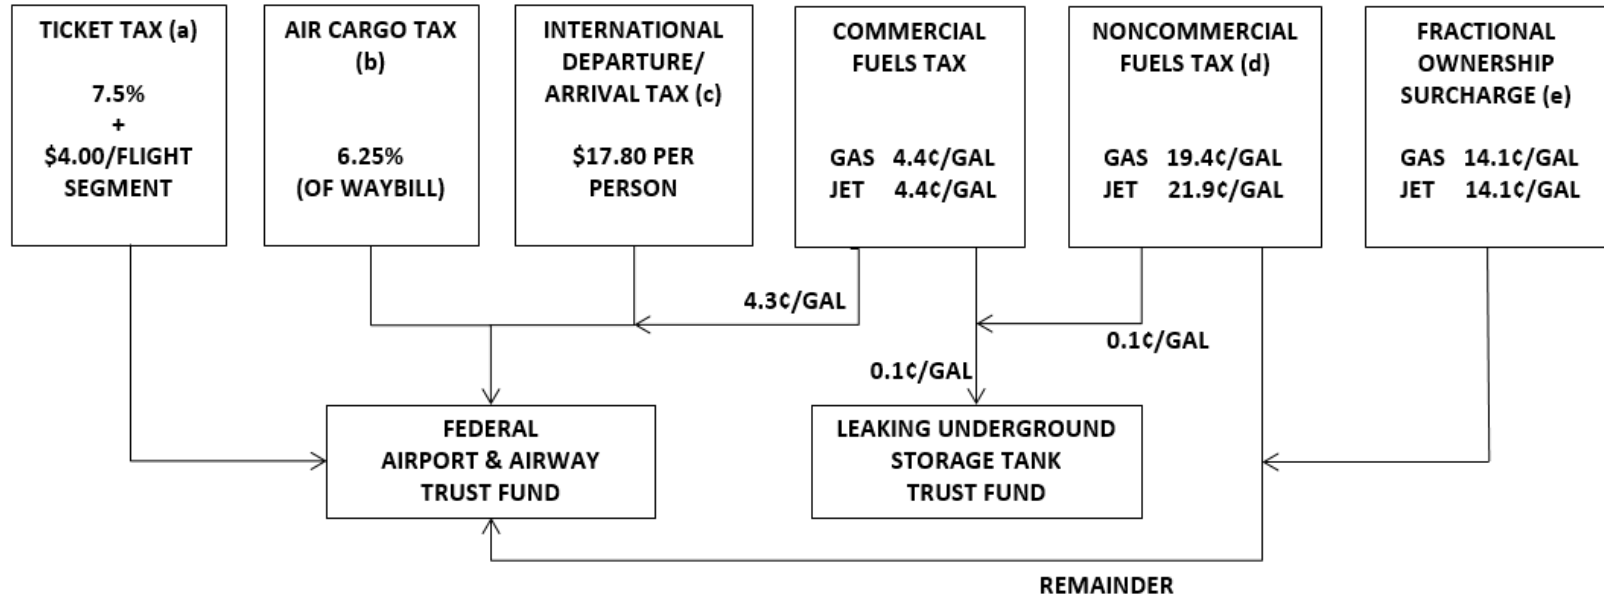 TICKET TAX (a)
7.5%
+
$4.00/FLIGHT
SEGMENT
AIR CARGO TAX
(b)
6.25%
(OF WAYBILL)
INTERNATIONAL
DEPARTURE/
ARRIVAL TAX (c)
$17.80 PER
PERSON
COMMERCIAL
FUELS TAX
GAS 4.4¢/GAL
JET 4.4¢/GAL
NONCOMMERCIAL
FUELS TAX (d)
GAS 19.4¢/GAL
JET 21.9¢/GAL
FRACTIONAL
OWNERSHIP
SURCHARGE (e)
GAS 14.1¢/GAL
JET 14.1¢/GAL
4.3¢/GAL
0.1¢/GAL
0.1¢/GAL
FEDERAL
AIRPORT & AIRWAY
TRUST FUND
LEAKING UNDERGROUND
STORAGE TANK
TRUST FUND
REMAINDER